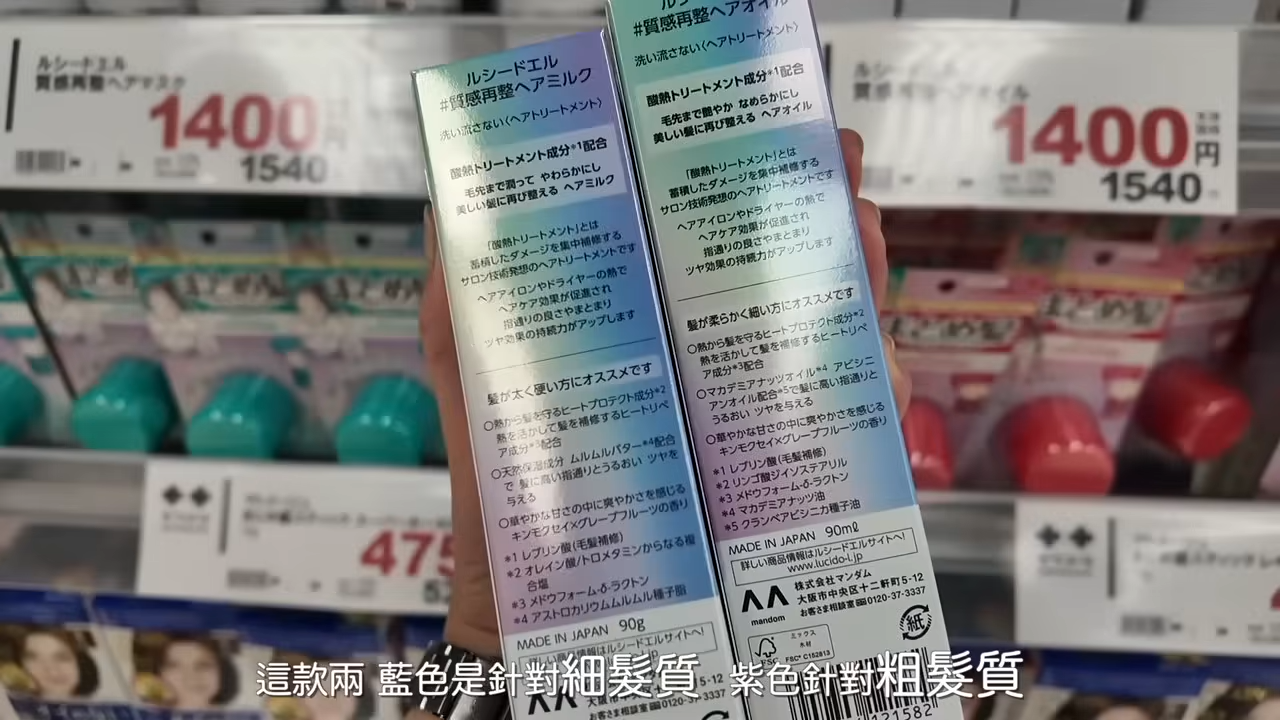 ルシードエル
質感再整ヘアマスク
1400円
1540
ルシードエル
#質感再整ヘアミルク
洗い流さない〈ヘアトリートメント〉
酸熱トリートメント成分*1配合
毛先まで潤って やわらかにし
美しい髪に再び整える ヘアミルク
「酸熱トリートメント」とは
蓄積したダメージを集中補修する
サロン技術発想のヘアトリートメントです
ヘアアイロンやドライヤーの熱で
ヘアケア効果が促進され
指通りの良さやまとまり
ツヤ効果の持続力がアップします
髪が太く硬い方にオススメです
○熱から髪を守るヒートプロテクト成分*2
熱を活かして髪を補修するヒートリペ
ア成分*3配合
○天然保湿成分 ムルムルバター*4配合
で 髪に高い指通りとうるおい ツヤを
与える
○華やかな甘さの中に爽やかさを感じる
キンモクセイ×グレープフルーツの香り
*1 レブリン酸(毛髪補修)
*2 オレイン酸/トロメタミンからなる複
合塩
*3 メドウフォーム-δ-ラクトン
*4 アストロカリウムムルムル種子脂
MADE IN JAPAN 90g
商品情報はルシードエルサイトへ!
#質感再整ヘアオイル
洗い流さない〈ヘアトリートメント〉
酸熱トリートメント成分*1配合
毛先まで艶やか なめらかにし
美しい髪に再び整える ヘアオイル
「酸熱トリートメント」とは
蓄積したダメージを集中補修する
サロン技術発想のヘアトリートメントです
ヘアアイロンやドライヤーの熱で
ヘアケア効果が促進され
指通りの良さやまとまり
ツヤ効果の持続力がアップします
髪が柔らかく細い方にオススメです
○熱から髪を守るヒートプロテクト成分*2
熱を活かして髪を補修するヒートリペ
ア成分*3配合
○マカデミアナッツオイル*4 アビシニ
アンオイル配合*5で髪に高い指通りと
うるおい ツヤを与える
○華やかな甘さの中に爽やかさを感じる
キンモクセイ×グレープフルーツの香り
*1 レブリン酸(毛髪補修)
*2 リンゴ酸ジイソステアリル
*3 メドウフォーム-δ-ラクトン
*4 マカデミアナッツ油
*5 クランベアビシニカ種子油
MADE IN JAPAN 90mℓ
詳しい商品情報はルシードエルサイトへ!
www.lucido-l.jp
mandom
株式会社マンダム
大阪市中央区十二軒町5-12
お客さま相談室 0120-37-3337
紙
FSC
ミックス
木材
FSC® C152813
121582
1400円
1540
まとめ髪
まとめ髪
475
這款兩 藍色是針對細髮質 紫色針對粗髮質